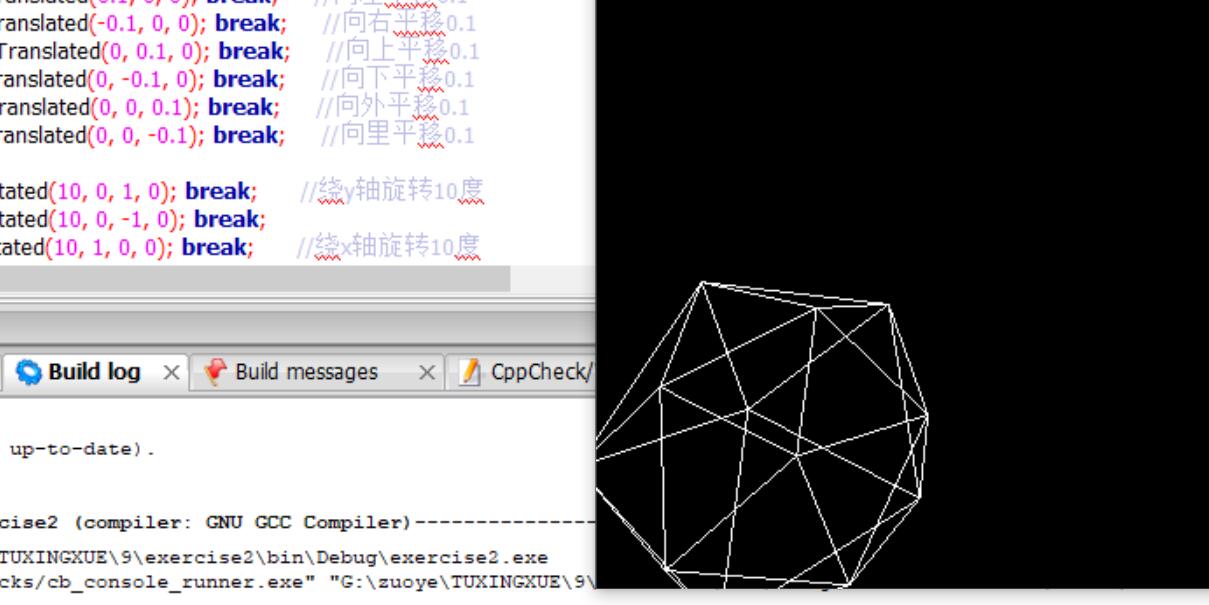 ranslated(-0.1, 0, 0); break; //向右平移0.1
Translated(0, 0.1, 0); break; //向上平移0.1
ranslated(0, -0.1, 0); break; //向下平移0.1
ranslated(0, 0, 0.1); break; //向外平移0.1
ranslated(0, 0, -0.1); break; //向里平移0.1
tated(10, 0, 1, 0); break; //绕y轴旋转10度
tated(10, 0, -1, 0); break;
tated(10, 1, 0, 0); break; //绕x轴旋转10度
Build log
Build messages
CppCheck/
up-to-date).
cise2 (compiler: GNU GCC Compiler)---------------
TUXINGXUE\9\exercise2\bin\Debug\exercise2.exe
cks/cb_console_runner.exe" "G:\zuoye\TUXINGXUE\9\